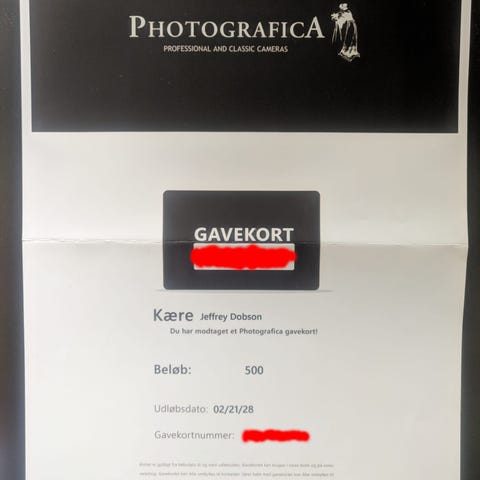 PHOTOGRAFICA
PROFESSIONAL AND CLASSIC CAMERAS
GAVEKORT
Kære Jeffrey Dobson
Du har modtaget et Photografica gavekort!
Beløb: 500
Udløbsdato: 02/21/28
Gavekortnummer: